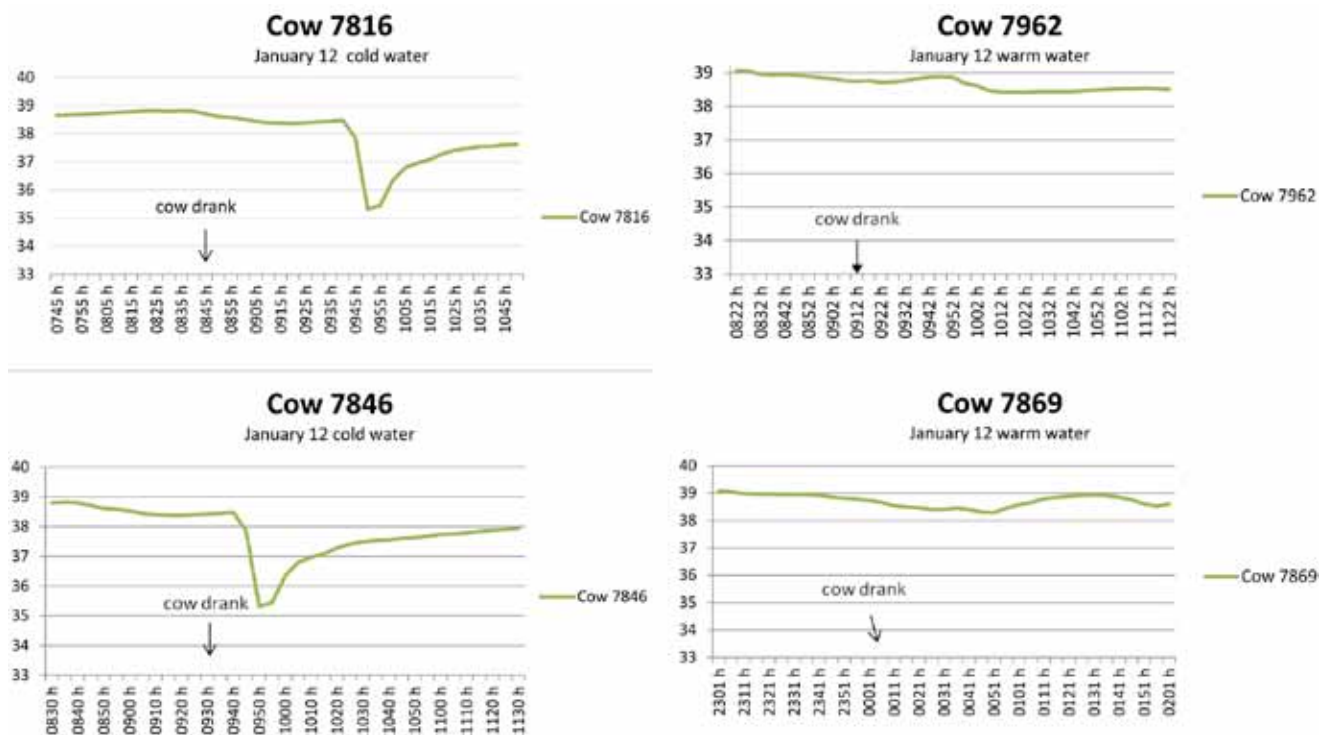 Cow 7816
January 12 cold water
40
39
38
37
36
35
34
33
cow drank
Cow 7816
0745 h
0755 h
0805 h
0815 h
0825 h
0835 h
0845 h
0855 h
0905 h
0915 h
0925 h
0935 h
0945 h
0955 h
1005 h
1015 h
1025 h
1035 h
1045 h
Cow 7962
January 12 warm water
39
38
37
36
35
34
33
cow drank
Cow 7962
0822 h
0832 h
0842 h
0852 h
0902 h
0912 h
0922 h
0932 h
0942 h
0952 h
1002 h
1012 h
1022 h
1032 h
1042 h
1052 h
1102 h
1112 h
1122 h
Cow 7846
January 12 cold water
40
39
38
37
36
35
34
33
cow drank
Cow 7846
0830 h
0840 h
0850 h
0900 h
0910 h
0920 h
0930 h
0940 h
0950 h
1000 h
1010 h
1020 h
1030 h
1040 h
1050 h
1100 h
1110 h
1120 h
1130 h
Cow 7869
January 12 warm water
40
39
38
37
36
35
34
33
cow drank
Cow 7869
2301 h
2311 h
2321 h
2331 h
2341 h
2351 h
0001 h
0011 h
0021 h
0031 h
0041 h
0051 h
0101 h
0111 h
0121 h
0131 h
0141 h
0151 h
0201 h